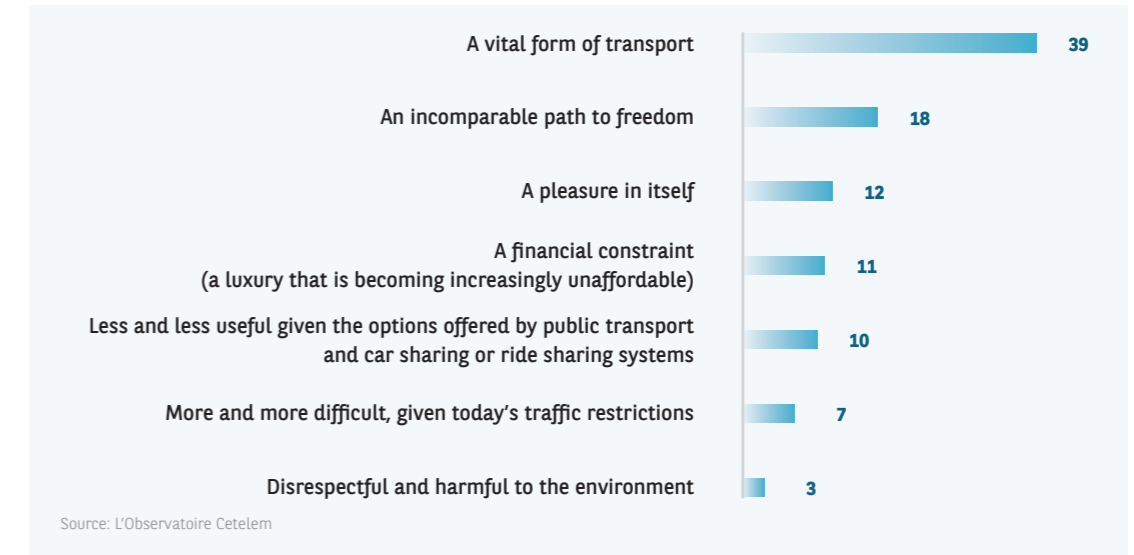 A vital form of transport 39
An incomparable path to freedom 18
A pleasure in itself 12
A financial constraint
(a luxury that is becoming increasingly unaffordable) 11
Less and less useful given the options offered by public transport
and car sharing or ride sharing systems 10
More and more difficult, given today’s traffic restrictions 7
Disrespectful and harmful to the environment 3
Source: L’Observatoire Cetelem